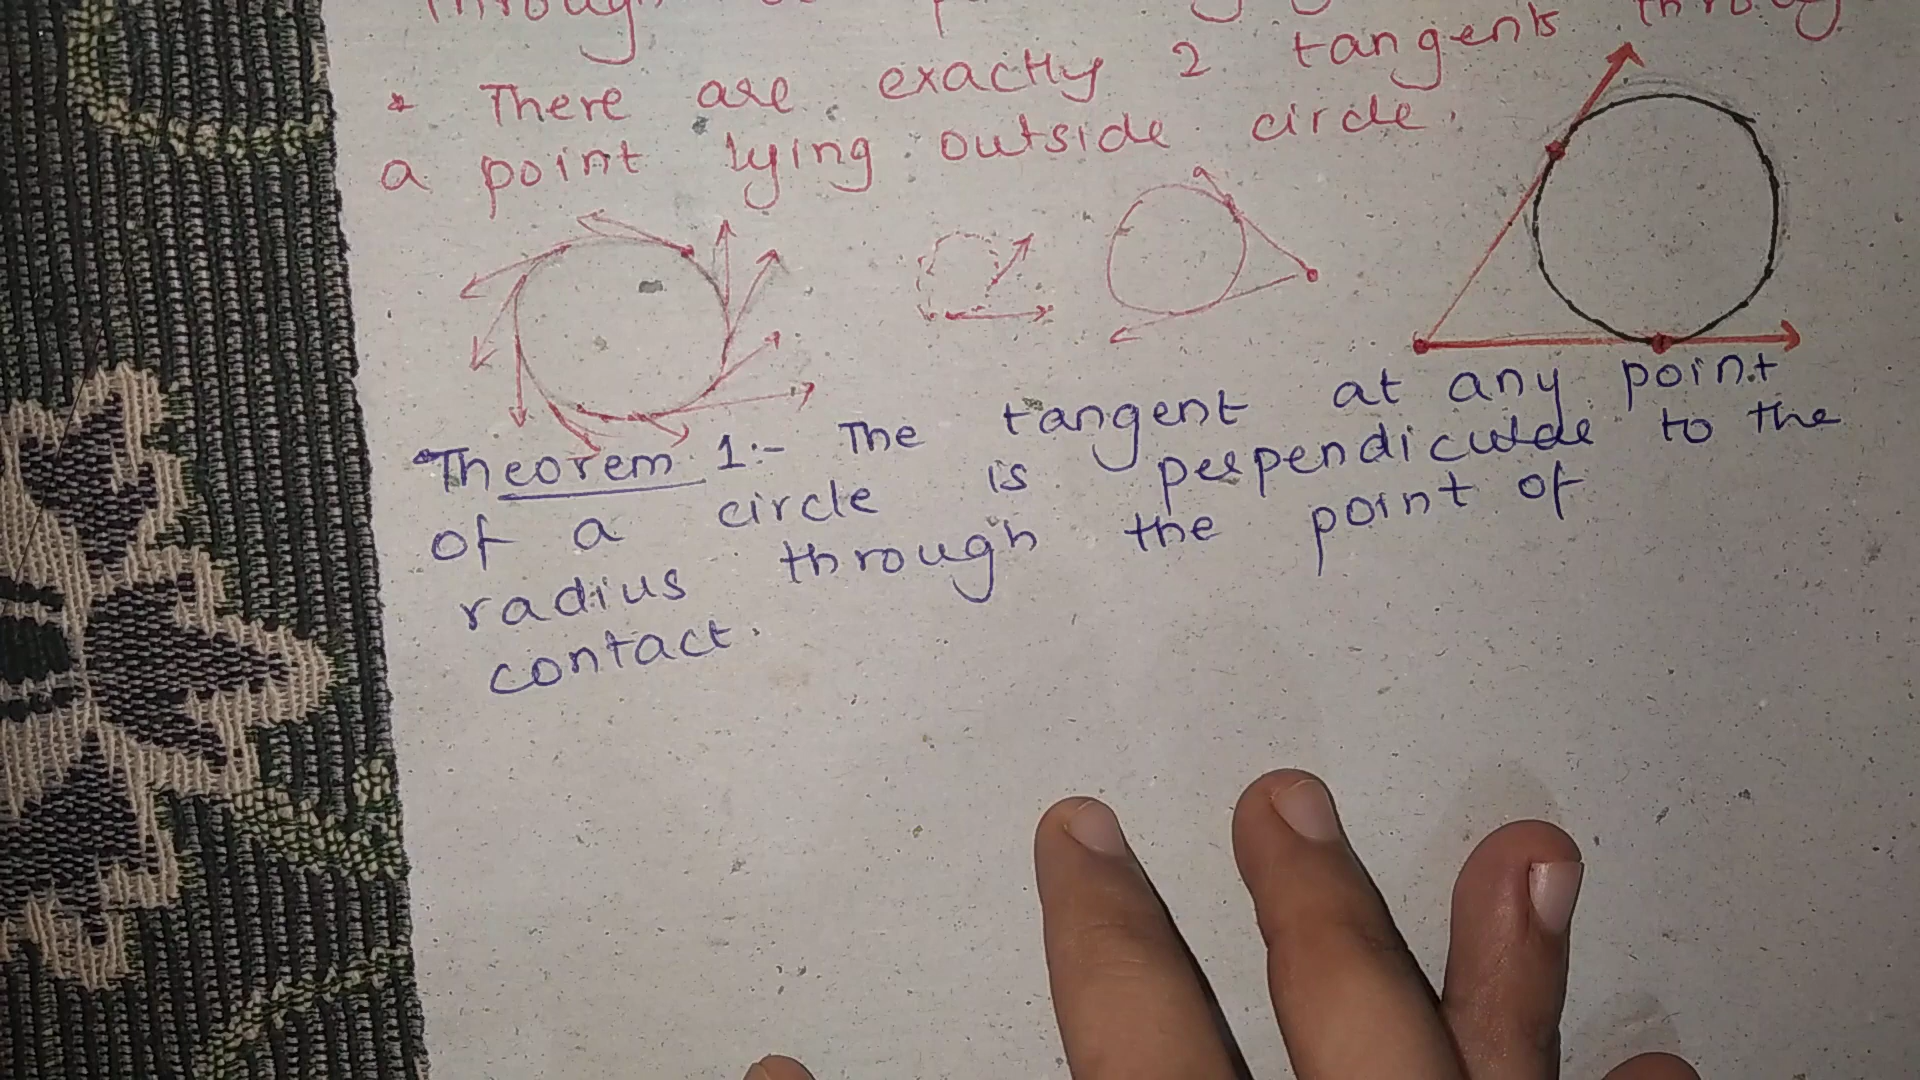 through
* There are exactly 2 tangents through
a point lying outside circle.
Theorem 1:- The tangent at any point
of a circle is perpendicular to the
radius through the point of
contact.